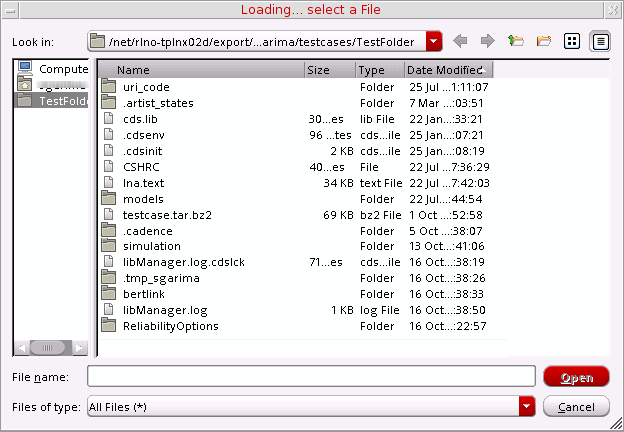 Loading... select a File
Look in: /net/rlno-tplnx02d/export/...arima/testcases/TestFolder
Compute
TestFolde
Name Size Type Date Modified
uri_code Folder 25 Jul ...1:11:07
.artist_states Folder 7 Mar ...:03:51
cds.lib 30...es lib File 22 Jan...:33:21
.cdsenv 96 ...tes cds...ile 25 Jan...:07:21
.cdsinit 2 KB cds...ile 25 Jan...:08:19
CSHRC 40...es File 22 Jul ...7:36:29
lna.text 34 KB text File 22 Jul ...7:42:03
models Folder 22 Jul...:44:54
testcase.tar.bz2 69 KB bz2 File 1 Oct ...:52:58
.cadence Folder 5 Oct ...:38:07
simulation Folder 13 Oct...:41:06
libManager.log.cdslck 71...es cds...ile 16 Oct...:38:19
.tmp_sgarima Folder 16 Oct...:38:26
bertlink Folder 16 Oct...:38:33
libManager.log 1 KB log File 16 Oct...:38:50
ReliabilityOptions Folder 16 Oct...:22:57
File name: Open
Files of type: All Files (*) Cancel